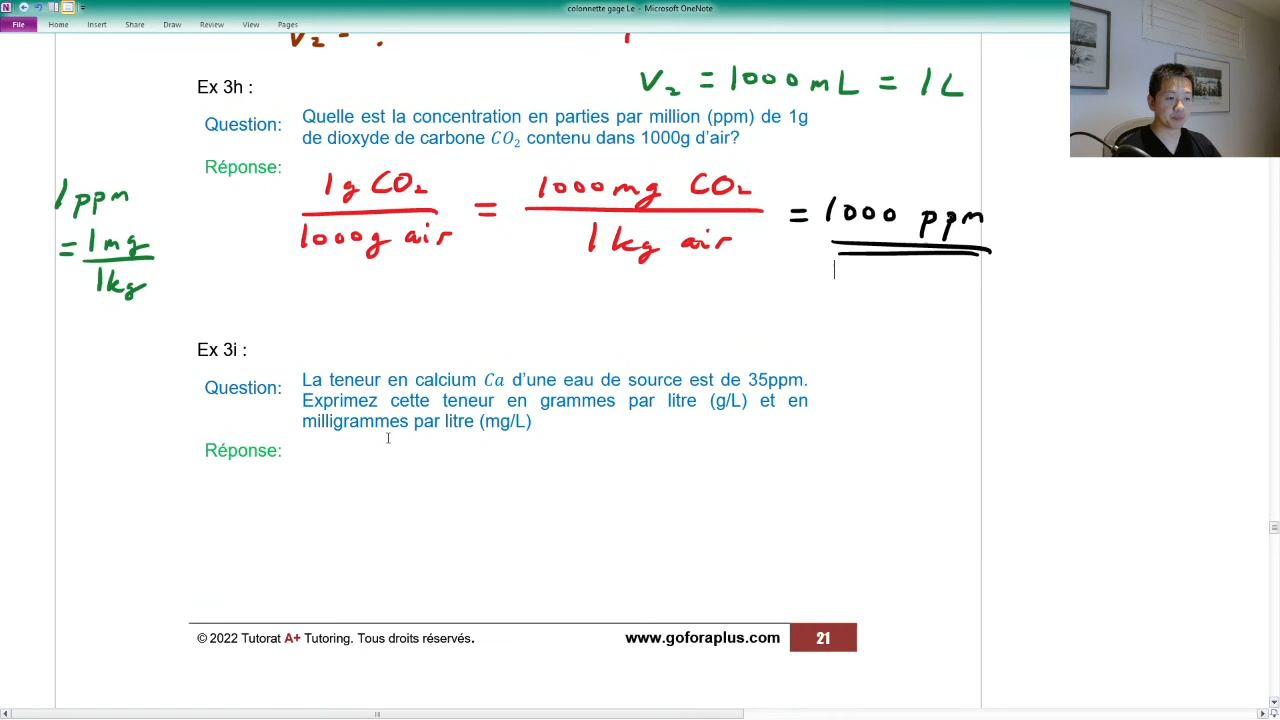 colonnette gage Le - Microsoft OneNote
File Home Insert Share Draw Review View Pages
V₂ = .
V₂ = 1000 mL = 1 L
Ex 3h :
Question: Quelle est la concentration en parties par million (ppm) de 1g
de dioxyde de carbone CO₂ contenu dans 1000g d'air?
Réponse:
1 ppm
= 1 mg / 1 kg
1 g CO₂ / 1000 g air = 1000 mg CO₂ / 1 kg air = 1000 ppm
Ex 3i :
Question: La teneur en calcium Ca d'une eau de source est de 35ppm.
Exprimez cette teneur en grammes par litre (g/L) et en
milligrammes par litre (mg/L)
Réponse:
© 2022 Tutorat A+ Tutoring. Tous droits réservés. www.goforaplus.com 21